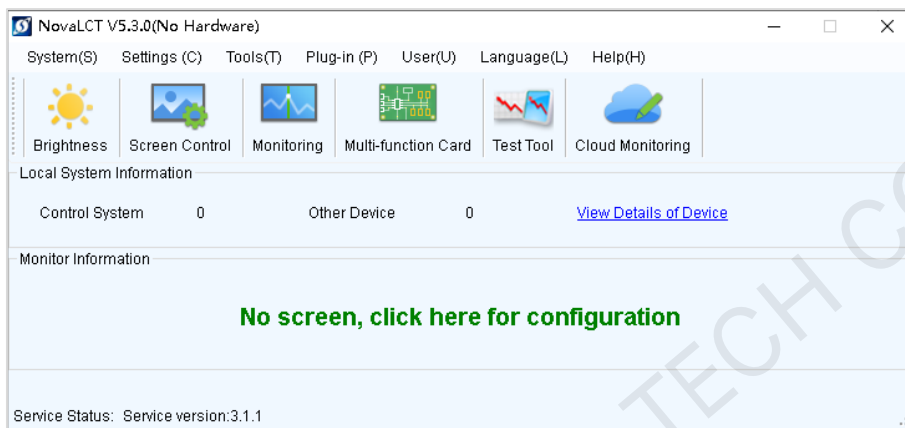 NovaLCT V5.3.0(No Hardware)
System(S) Settings (C) Tools(T) Plug-in (P) User(U) Language(L) Help(H)
Brightness Screen Control Monitoring Multi-function Card Test Tool Cloud Monitoring
Local System Information
Control System 0 Other Device 0 View Details of Device
Monitor Information
No screen, click here for configuration
Service Status: Service version:3.1.1
TECH CO